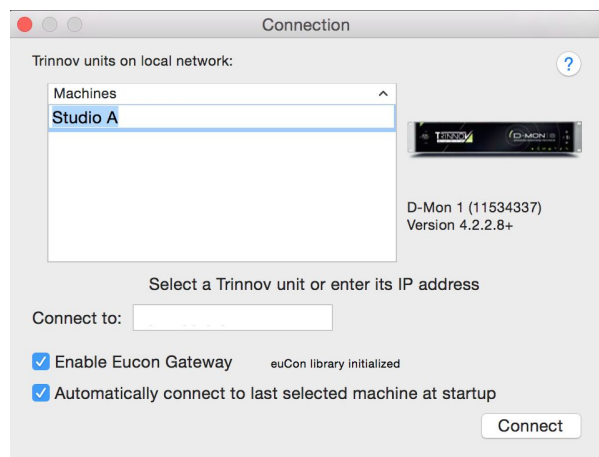 Connection
Trinnov units on local network:
?
Machines
Studio A
TRINNOV
D-MON
D-Mon 1 (11534337)
Version 4.2.2.8+
Select a Trinnov unit or enter its IP address
Connect to:
Enable Eucon Gateway euCon library initialized
Automatically connect to last selected machine at startup
Connect